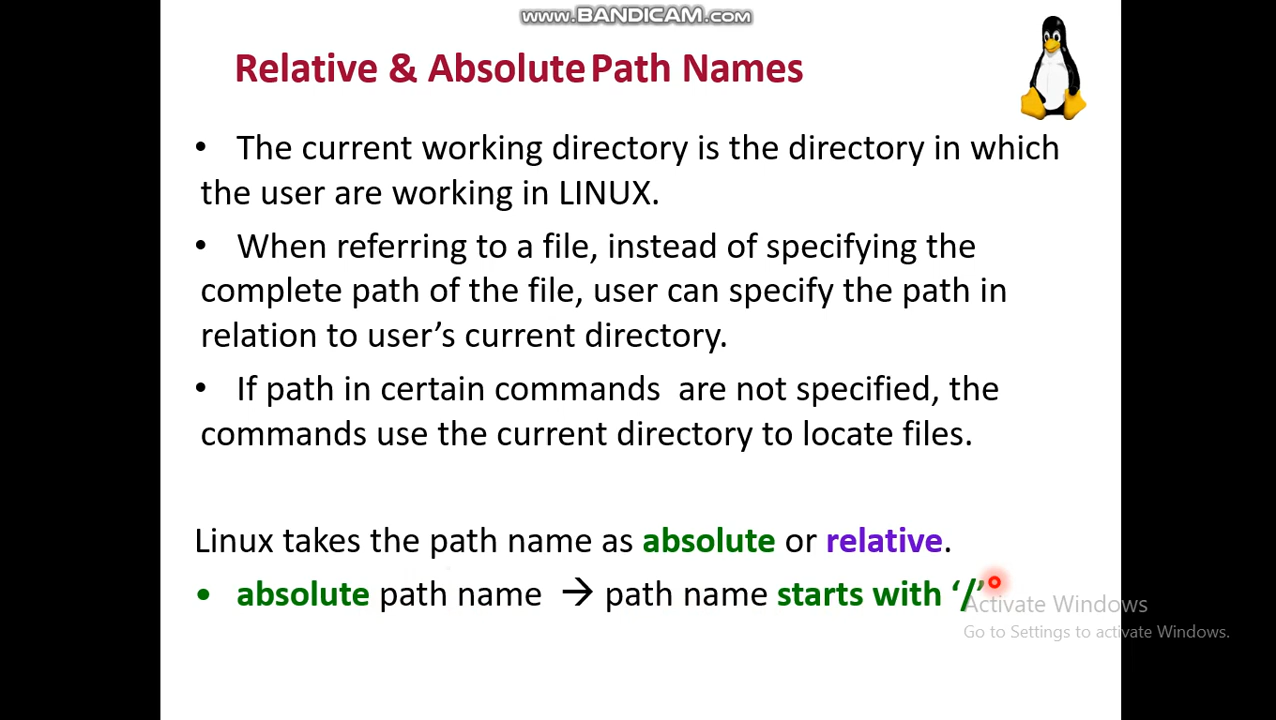 www.BANDICAM.com
Relative & Absolute Path Names
• The current working directory is the directory in which
the user are working in LINUX.
• When referring to a file, instead of specifying the
complete path of the file, user can specify the path in
relation to user’s current directory.
• If path in certain commands are not specified, the
commands use the current directory to locate files.
Linux takes the path name as absolute or relative.
• absolute path name → path name starts with ‘/’
Activate Windows
Go to Settings to activate Windows.